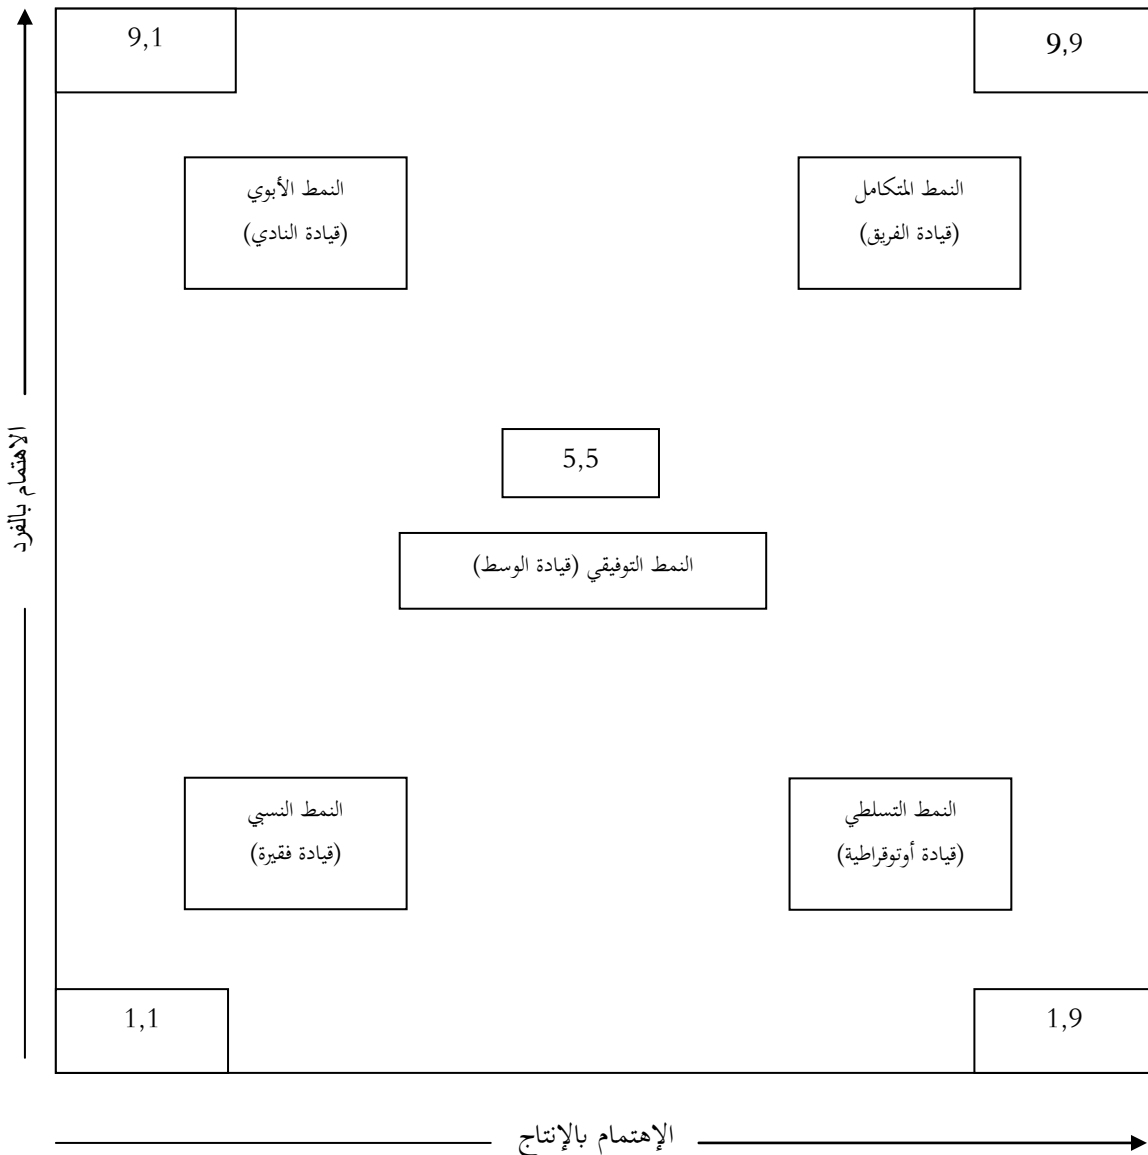 9,1
9,9
النمط الأبوي
(قيادة النادي)
النمط المتكامل
(قيادة الفريق)
الاهتمام بالفرد
5,5
النمط التوفيقي (قيادة الوسط)
النمط النسبي
(قيادة فقيرة)
النمط التسلطي
(قيادة أوتوقراطية)
1,1
1,9
الإهتمام بالإنتاج